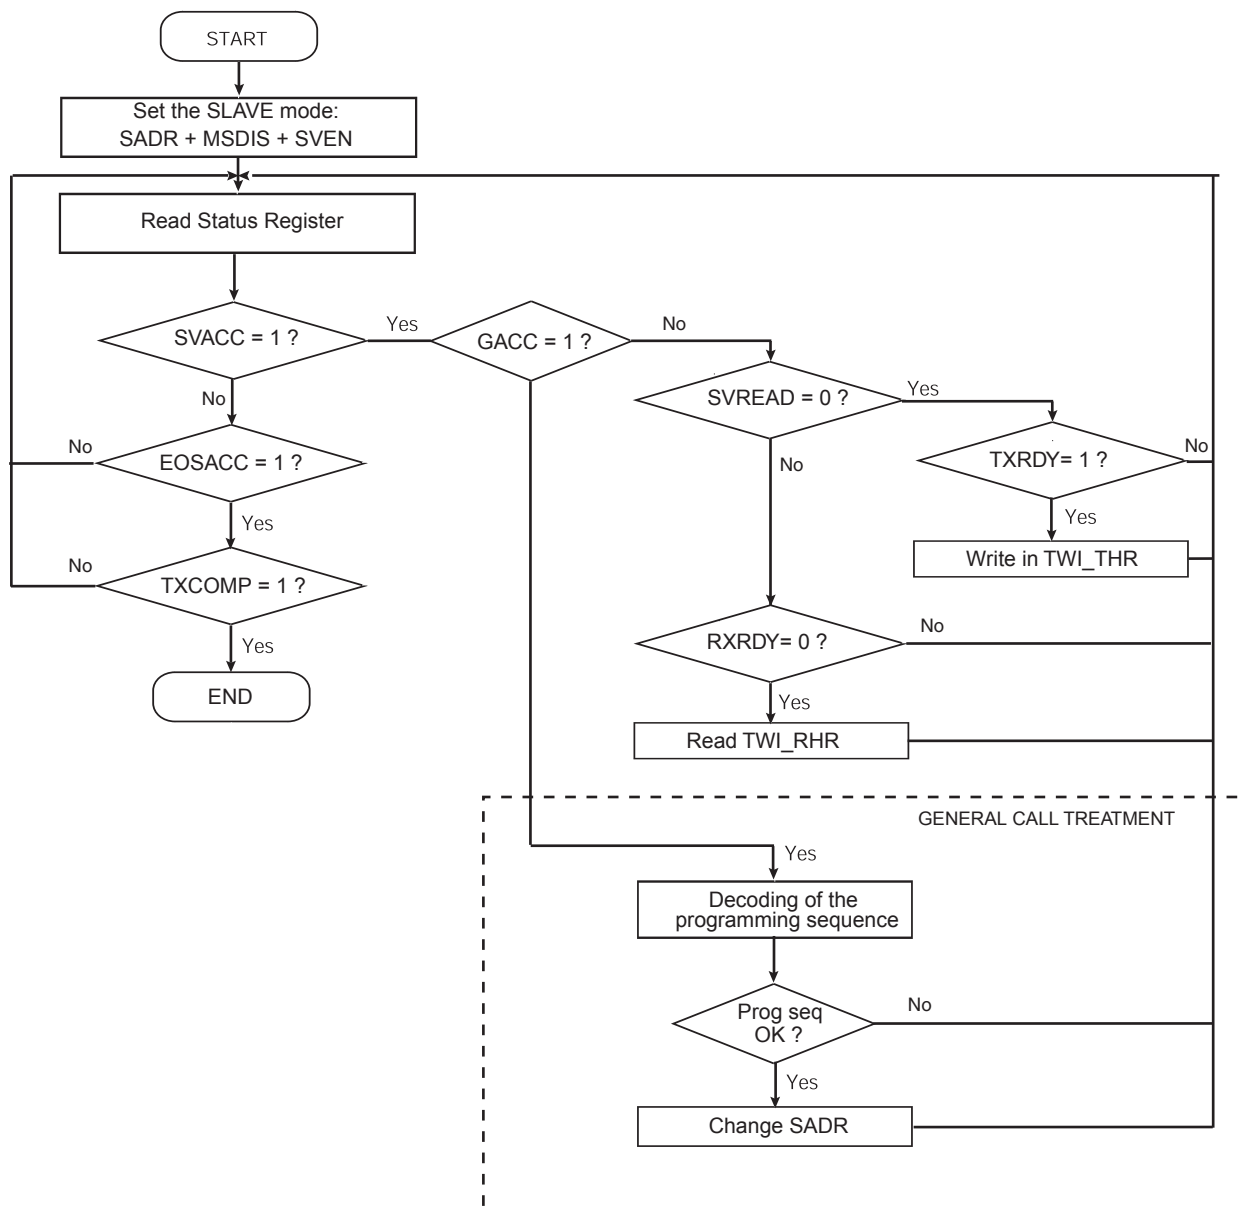 START
Set the SLAVE mode:
SADR + MSDIS + SVEN
Read Status Register
SVACC = 1 ?
Yes
GACC = 1 ?
No
SVREAD = 0 ?
Yes
No
No
EOSACC = 1 ?
No
TXRDY= 1 ?
No
Yes
Yes
Write in TWI_THR
No
TXCOMP = 1 ?
Yes
END
RXRDY= 0 ?
No
Yes
Read TWI_RHR
GENERAL CALL TREATMENT
Yes
Decoding of the
programming sequence
Prog seq
OK ?
No
Yes
Change SADR